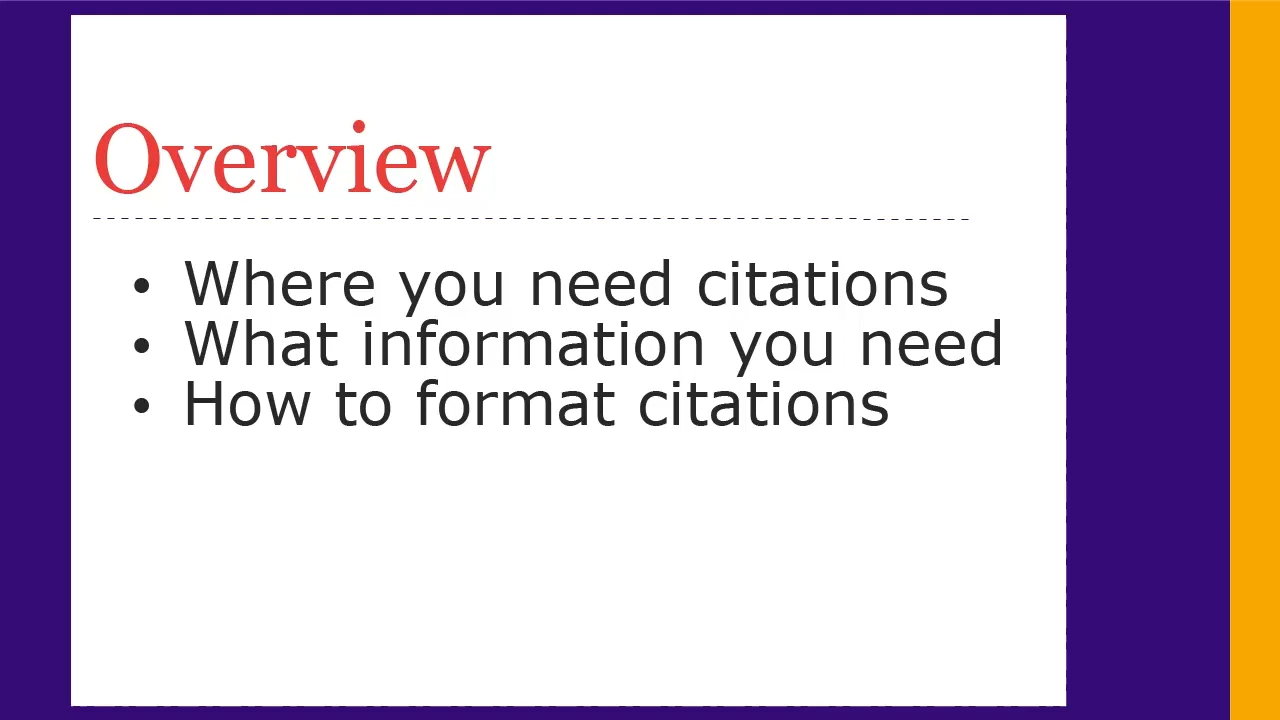 Overview
• Where you need citations
• What information you need
• How to format citations